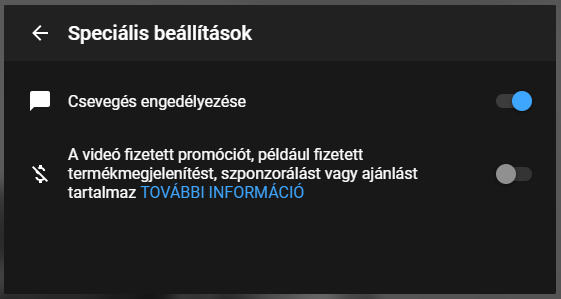 Speciális beállítások
Csevegés engedélyezése
A videó fizetett promóciót, például fizetett
termékmegjelenítést, szponzorálást vagy ajánlást
tartalmaz TOVÁBBI INFORMÁCIÓ